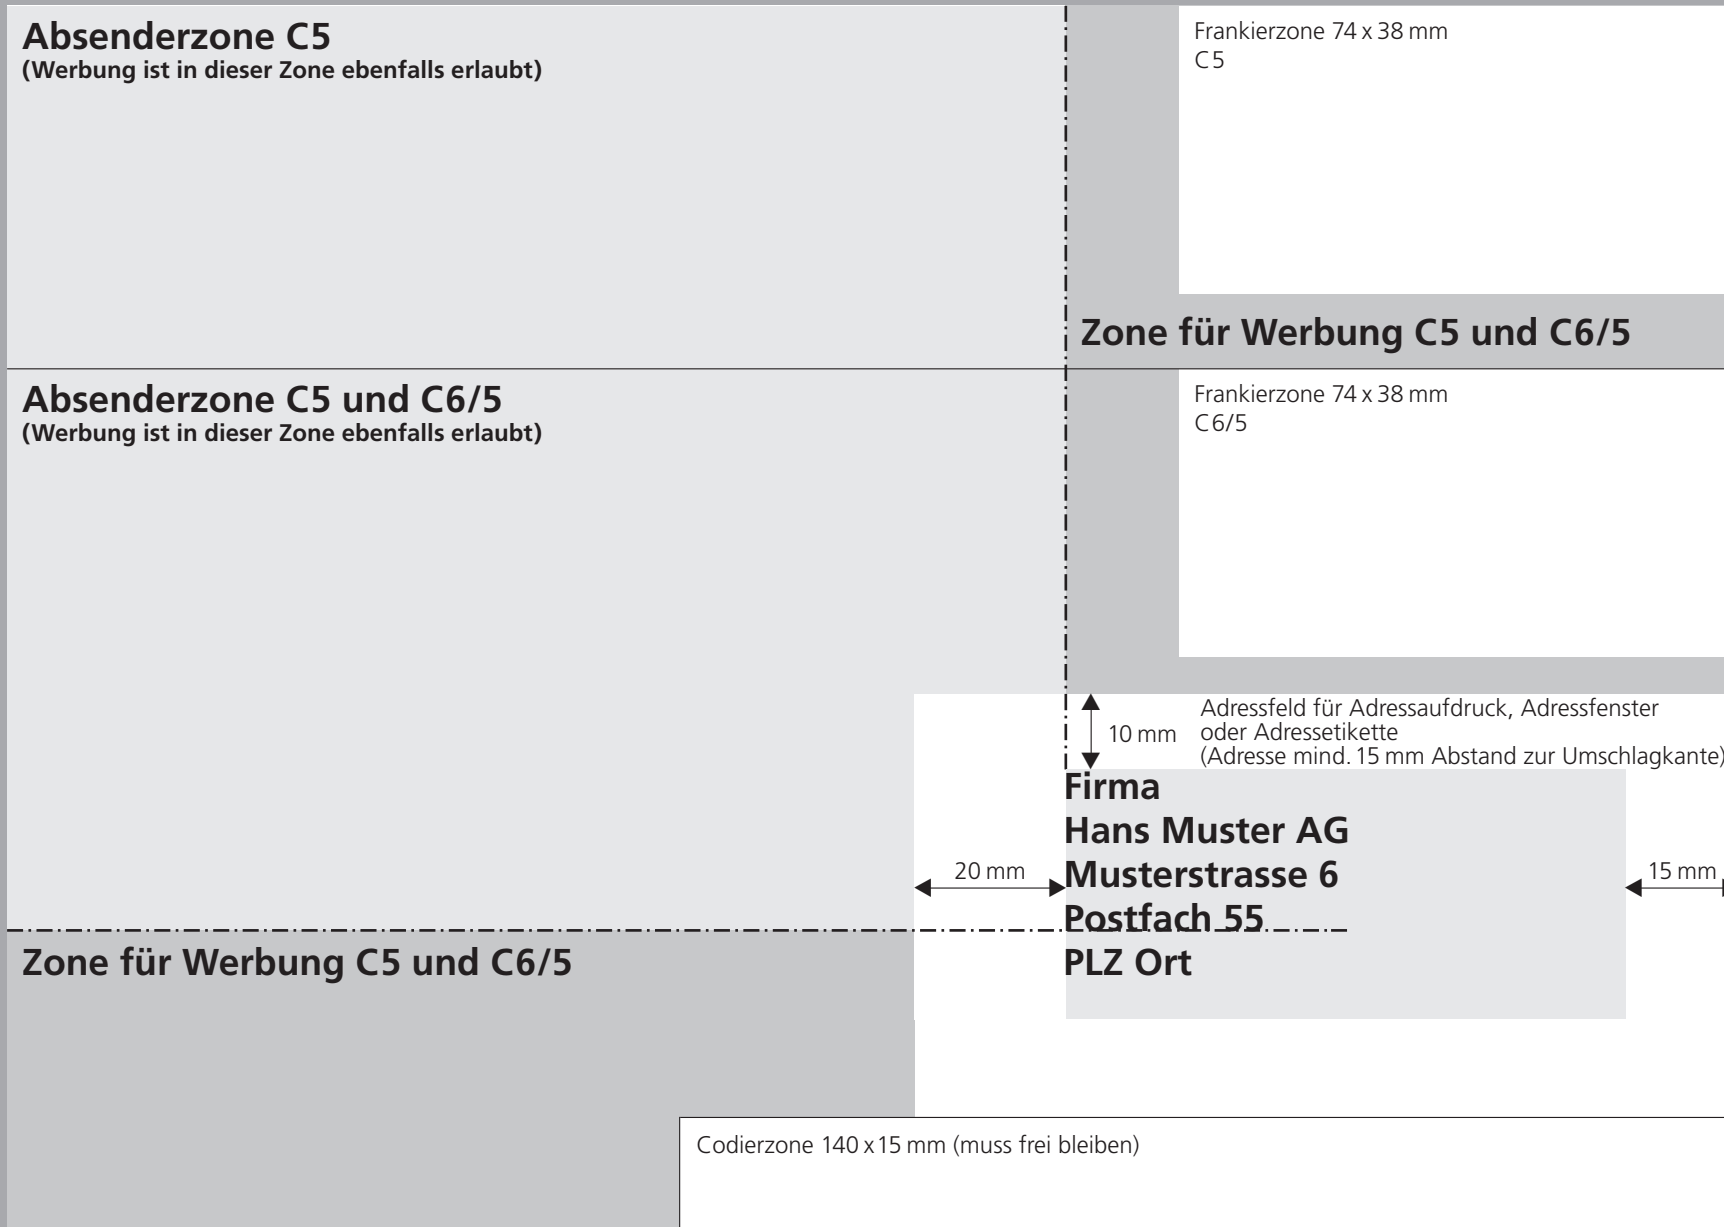 Absenderzone C5
(Werbung ist in dieser Zone ebenfalls erlaubt)
Frankierzone 74 x 38 mm
C5
Zone für Werbung C5 und C6/5
Absenderzone C5 und C6/5
(Werbung ist in dieser Zone ebenfalls erlaubt)
Frankierzone 74 x 38 mm
C6/5
10 mm
Adressfeld für Adressaufdruck, Adressfenster
oder Adressetikette
(Adresse mind. 15 mm Abstand zur Umschlagkante)
Firma
Hans Muster AG
Musterstrasse 6
Postfach 55
PLZ Ort
20 mm
15 mm
Zone für Werbung C5 und C6/5
Codierzone 140 x 15 mm (muss frei bleiben)